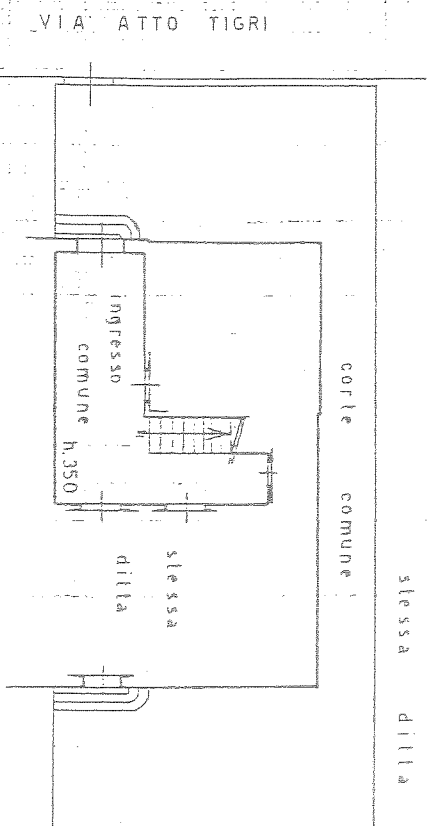 VIA ATTO TIGRI
ingresso
comune h.350
corte comune
stessa
ditta
stessa ditta